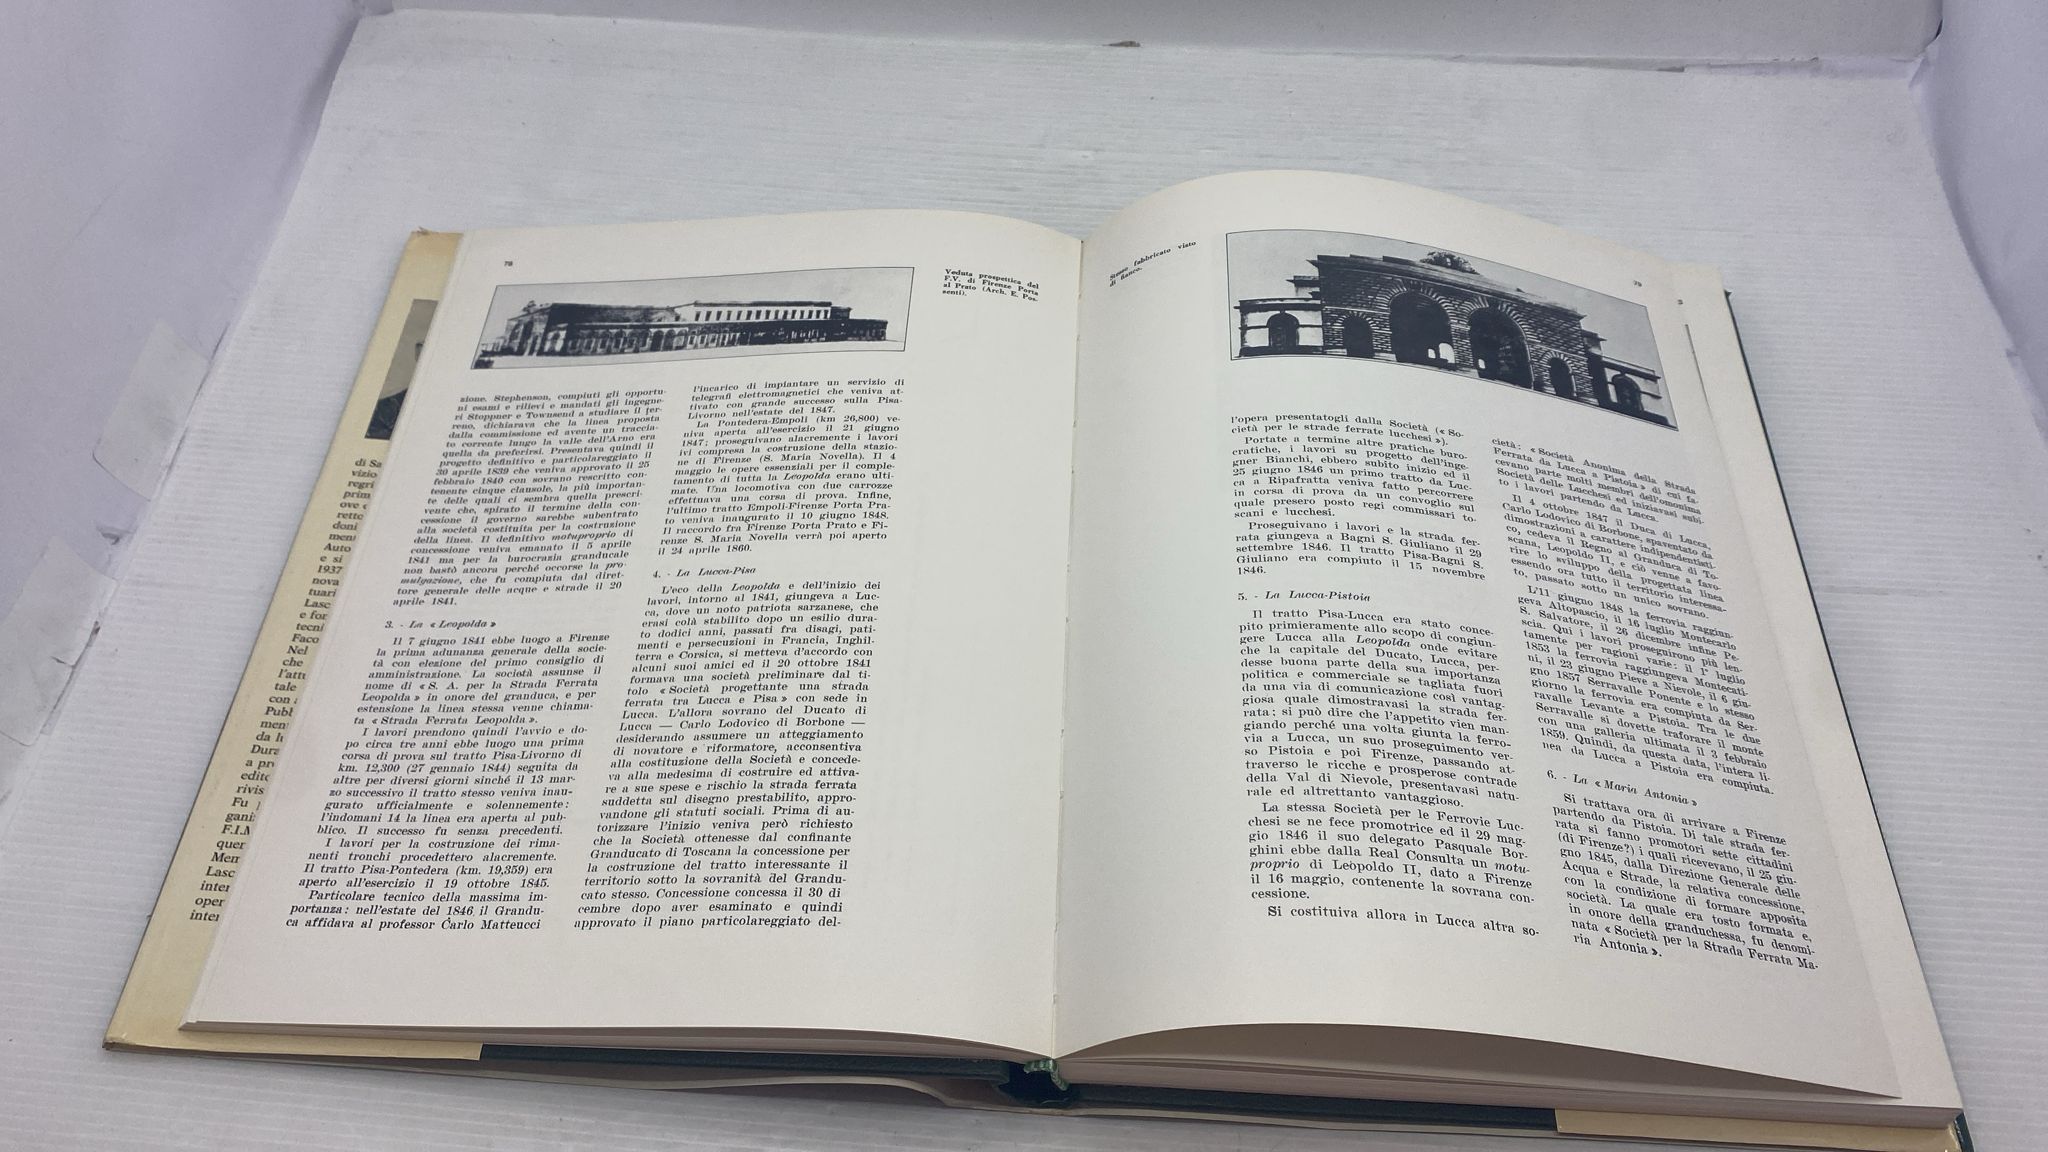 78
Veduta prospettica del
F.V. di Firenze Porta
al Prato (Arch. E. Pos-
senti).
zione. Stephenson, compiuti gli opportu-
ni esami e rilievi e mandati gli ingegne-
ri Stoppner e Townsend a studiare il ter-
reno, dichiarava che la linea proposta
dalla commissione ed avente un traccia-
to corrente lungo la valle dell'Arno era
quella da preferirsi. Presentava quindi il
progetto definitivo e particolareggiato il
30 aprile 1839 che veniva approvato il 25
febbraio 1840 con sovrano rescritto con-
tenente cinque clausole, la più importan-
te delle quali ci sembra quella prescri-
vente che, spirato il termine della con-
cessione il governo sarebbe subentrato
alla società costituita per la costruzione
della linea. Il definitivo motuproprio di
concessione veniva emanato il 5 aprile
1841 ma per la burocrazia granducale
non bastò ancora perché occorse la pro-
mulgazione, che fu compiuta dal diret-
tore generale delle acque e strade il 20
aprile 1841.
3. - La « Leopolda »
Il 7 giugno 1841 ebbe luogo a Firenze
la prima adunanza generale della socie-
tà con elezione del primo consiglio di
amministrazione. La società assunse il
nome di « S. A. per la Strada Ferrata
Leopolda » in onore del granduca, e per
estensione la linea stessa venne chiama-
ta « Strada Ferrata Leopolda ».
I lavori prendono quindi l'avvio e do-
po circa tre anni ebbe luogo una prima
corsa di prova sul tratto Pisa-Livorno di
km. 12,300 (27 gennaio 1844) seguita da
altre per diversi giorni sinché il 13 mar-
zo successivo il tratto stesso veniva inau-
gurato ufficialmente e solennemente:
l'indomani 14 la linea era aperta al pub-
blico. Il successo fu senza precedenti.
I lavori per la costruzione dei rima-
nenti tronchi procedettero alacremente.
Il tratto Pisa-Pontedera (km. 19,359) era
aperto all'esercizio il 19 ottobre 1845.
Particolare tecnico della massima im-
portanza: nell'estate del 1846 il Grandu-
ca affidava al professor Carlo Matteucci
l'incarico di impiantare un servizio di
telegrafi elettromagnetici che veniva at-
tivato con grande successo sulla Pisa-
Livorno nell'estate del 1847.
La Pontedera-Empoli (km 26,800) ve-
niva aperta all'esercizio il 21 giugno
1847; proseguivano alacremente i lavori
ivi compresa la costruzione della stazio-
ne di Firenze (S. Maria Novella). Il 4
maggio le opere essenziali per il comple-
tamento di tutta la Leopolda erano ulti-
mate. Una locomotiva con due carrozze
effettuava una corsa di prova. Infine,
l'ultimo tratto Empoli-Firenze Porta Pra-
to veniva inaugurato il 10 giugno 1848.
Il raccordo fra Firenze Porta Prato e Fi-
renze S. Maria Novella verrà poi aperto
il 24 aprile 1860.
4. - La Lucca-Pisa
L'eco della Leopolda e dell'inizio dei
lavori, intorno al 1841, giungeva a Luc-
ca, dove un noto patriota sarzanese, che
erasi colà stabilito dopo un esilio dura-
to dodici anni, passati fra disagi, pati-
menti e persecuzioni in Francia, Inghil-
terra e Corsica, si metteva d'accordo con
alcuni suoi amici ed il 20 ottobre 1841
formava una società preliminare dal ti-
tolo « Società progettante una strada
ferrata tra Lucca e Pisa » con sede in
Lucca. L'allora sovrano del Ducato di
Lucca — Carlo Lodovico di Borbone —
desiderando assumere un atteggiamento
di novatore e riformatore, acconsentiva
alla costituzione della Società e concede-
va alla medesima di costruire ed attiva-
re a sue spese e rischio la strada ferrata
suddetta sul disegno prestabilito, appro-
vandone gli statuti sociali. Prima di au-
torizzare l'inizio veniva però richiesto
che la Società ottenesse dal confinante
Granducato di Toscana la concessione per
la costruzione del tratto interessante il
territorio sotto la sovranità del Grandu-
cato stesso. Concessione concessa il 30 di-
cembre dopo aver esaminato e quindi
approvato il piano particolareggiato del-
Stesso fabbricato visto
di fianco.
79
l'opera presentatogli dalla Società (« So-
cietà per le strade ferrate lucchesi »).
Portate a termine altre pratiche buro-
cratiche, i lavori su progetto dell'inge-
gner Bianchi, ebbero subito inizio ed il
25 giugno 1846 un primo tratto da Luc-
ca a Ripafratta veniva fatto percorrere
in corsa di prova da un convoglio sul
quale presero posto regi commissari to-
scani e lucchesi.
Proseguivano i lavori e la strada fer-
rata giungeva a Bagni S. Giuliano il 29
settembre 1846. Il tratto Pisa-Bagni S.
Giuliano era compiuto il 15 novembre
1846.
5. - La Lucca-Pistoia
Il tratto Pisa-Lucca era stato conce-
pito primieramente allo scopo di congiun-
gere Lucca alla Leopolda onde evitare
che la capitale del Ducato, Lucca, per-
desse buona parte della sua importanza
politica e commerciale se tagliata fuori
da una via di comunicazione così vantag-
giosa quale dimostravasi la strada fer-
rata; si può dire che l'appetito vien man-
giando perché una volta giunta la ferro-
via a Lucca, un suo proseguimento ver-
so Pistoia e poi Firenze, passando at-
traverso le ricche e prosperose contrade
della Val di Nievole, presentavasi natu-
rale ed altrettanto vantaggioso.
La stessa Società per le Ferrovie Luc-
chesi se ne fece promotrice ed il 29 mag-
gio 1846 il suo delegato Pasquale Bor-
ghini ebbe dalla Real Consulta un motu-
proprio di Leopoldo II, dato a Firenze
il 16 maggio, contenente la sovrana con-
cessione.
Si costituiva allora in Lucca altra so-
cietà: « Società Anonima della Strada
Ferrata da Lucca a Pistoia » di cui fa-
cevano parte molti membri dell'omonima
Società delle Lucchesi ed iniziavasi subi-
to i lavori partendo da Lucca.
Il 4 ottobre 1847 il Duca di Lucca,
Carlo Lodovico di Borbone, spaventato da
dimostrazioni a carattere indipendentisti-
co, cedeva il Regno al Granduca di To-
scana, Leopoldo II, e ciò venne a favo-
rire lo sviluppo della progettata linea
essendo ora tutto il territorio interessa-
to, passato sotto un unico sovrano.
L'11 giugno 1848 la ferrovia raggiun-
geva Altopascio, il 16 luglio Montecarlo
S. Salvatore, il 26 dicembre infine Pe-
scia. Qui i lavori proseguirono più len-
tamente per ragioni varie: il 1° luglio
1853 la ferrovia raggiungeva Montecati-
ni, il 23 giugno Pieve a Nievole, il 6 giu-
gno 1857 Serravalle Ponente e lo stesso
giorno la ferrovia era compiuta da Ser-
ravalle Levante a Pistoia. Tra le due
Serravalle si dovette traforare il monte
con una galleria ultimata il 3 febbraio
1859. Quindi, da questa data, l'intera li-
nea da Lucca a Pistoia era compiuta.
6. - La « Maria Antonia »
Si trattava ora di arrivare a Firenze
partendo da Pistoia. Di tale strada fer-
rata si fanno promotori sette cittadini
(di Firenze?) i quali ricevevano, il 25 giu-
gno 1845, dalla Direzione Generale delle
Acqua e Strade, la relativa concessione,
con la condizione di formare apposita
società. La quale era tosto formata e,
in onore della granduchessa, fu denomi-
nata « Società per la Strada Ferrata Ma-
ria Antonia ».